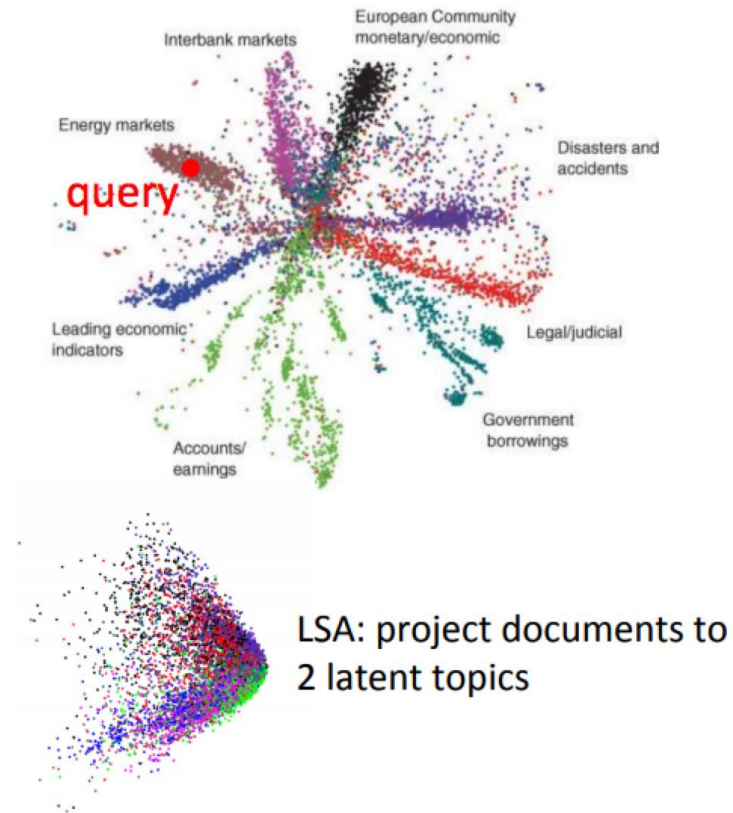 European Community
monetary/economic
Interbank markets
Energy markets
Disasters and
accidents
query
Leading economic
indicators
Legal/judicial
Government
borrowings
Accounts/
earnings
LSA: project documents to
2 latent topics